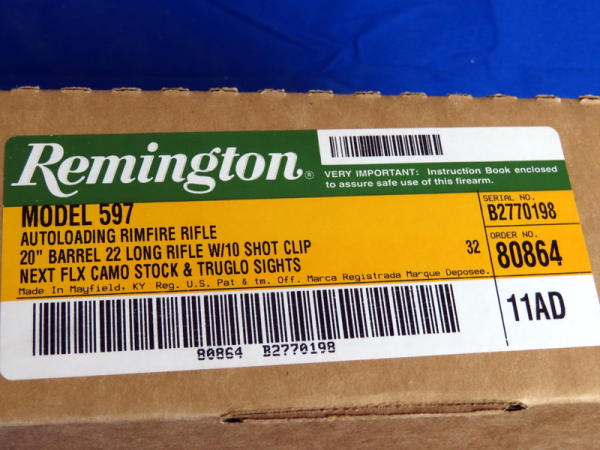 Remington®
VERY IMPORTANT: Instruction Book enclosed
to assure safe use of this firearm.
MODEL 597
AUTOLOADING RIMFIRE RIFLE
20" BARREL 22 LONG RIFLE W/10 SHOT CLIP
32
NEXT FLX CAMO STOCK & TRUGLO SIGHTS
Made In Mayfield, KY Reg. U.S. Pat & tm. Off. Marca Registrada Marque Deposee.
SERIAL NO.
B2770198
ORDER NO.
80864
11AD
80864 B2770198